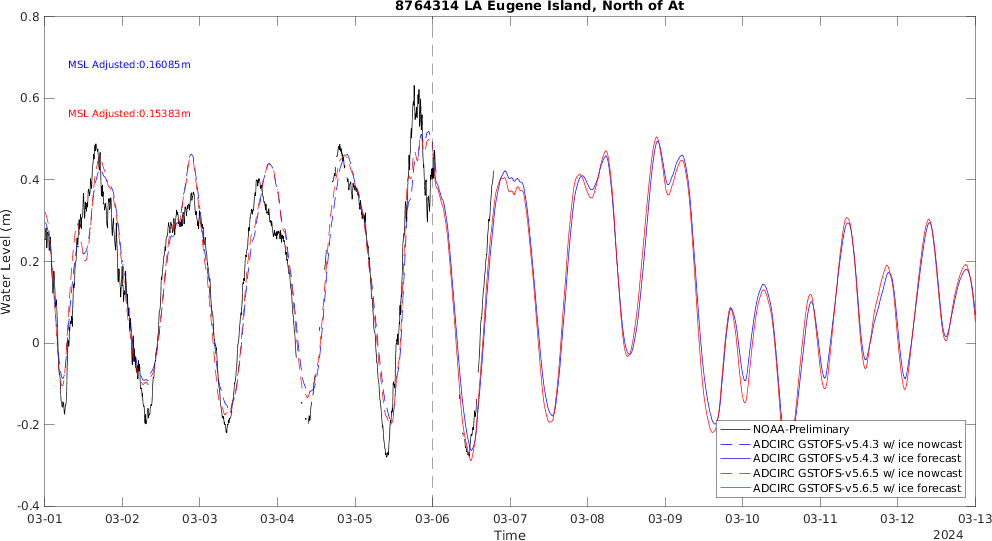 8764314 LA Eugene Island, North of At
0.8
MSL Adjusted:0.16085m
0.6
MSL Adjusted:0.15383m
0.4
0.2
Water Level (m)
0
-0.2
NOAA-Preliminary
ADCIRC GSTOFS-v5.4.3 w/ ice nowcast
ADCIRC GSTOFS-v5.4.3 w/ ice forecast
ADCIRC GSTOFS-v5.6.5 w/ ice nowcast
ADCIRC GSTOFS-v5.6.5 w/ ice forecast
-0.4
03-01 03-02 03-03 03-04 03-05 03-06 03-07 03-08 03-09 03-10 03-11 03-12 03-13
Time
2024